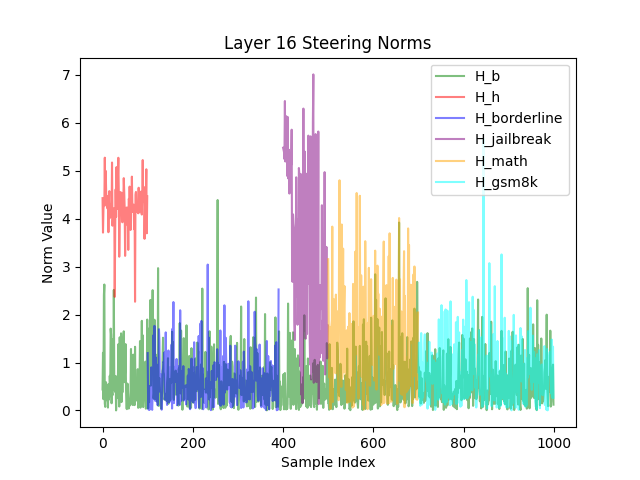 Layer 16 Steering Norms
H_b
H_h
H_borderline
H_jailbreak
H_math
H_gsm8k
7
6
5
4
3
2
1
0
Norm Value
0
200
400
600
800
1000
Sample Index